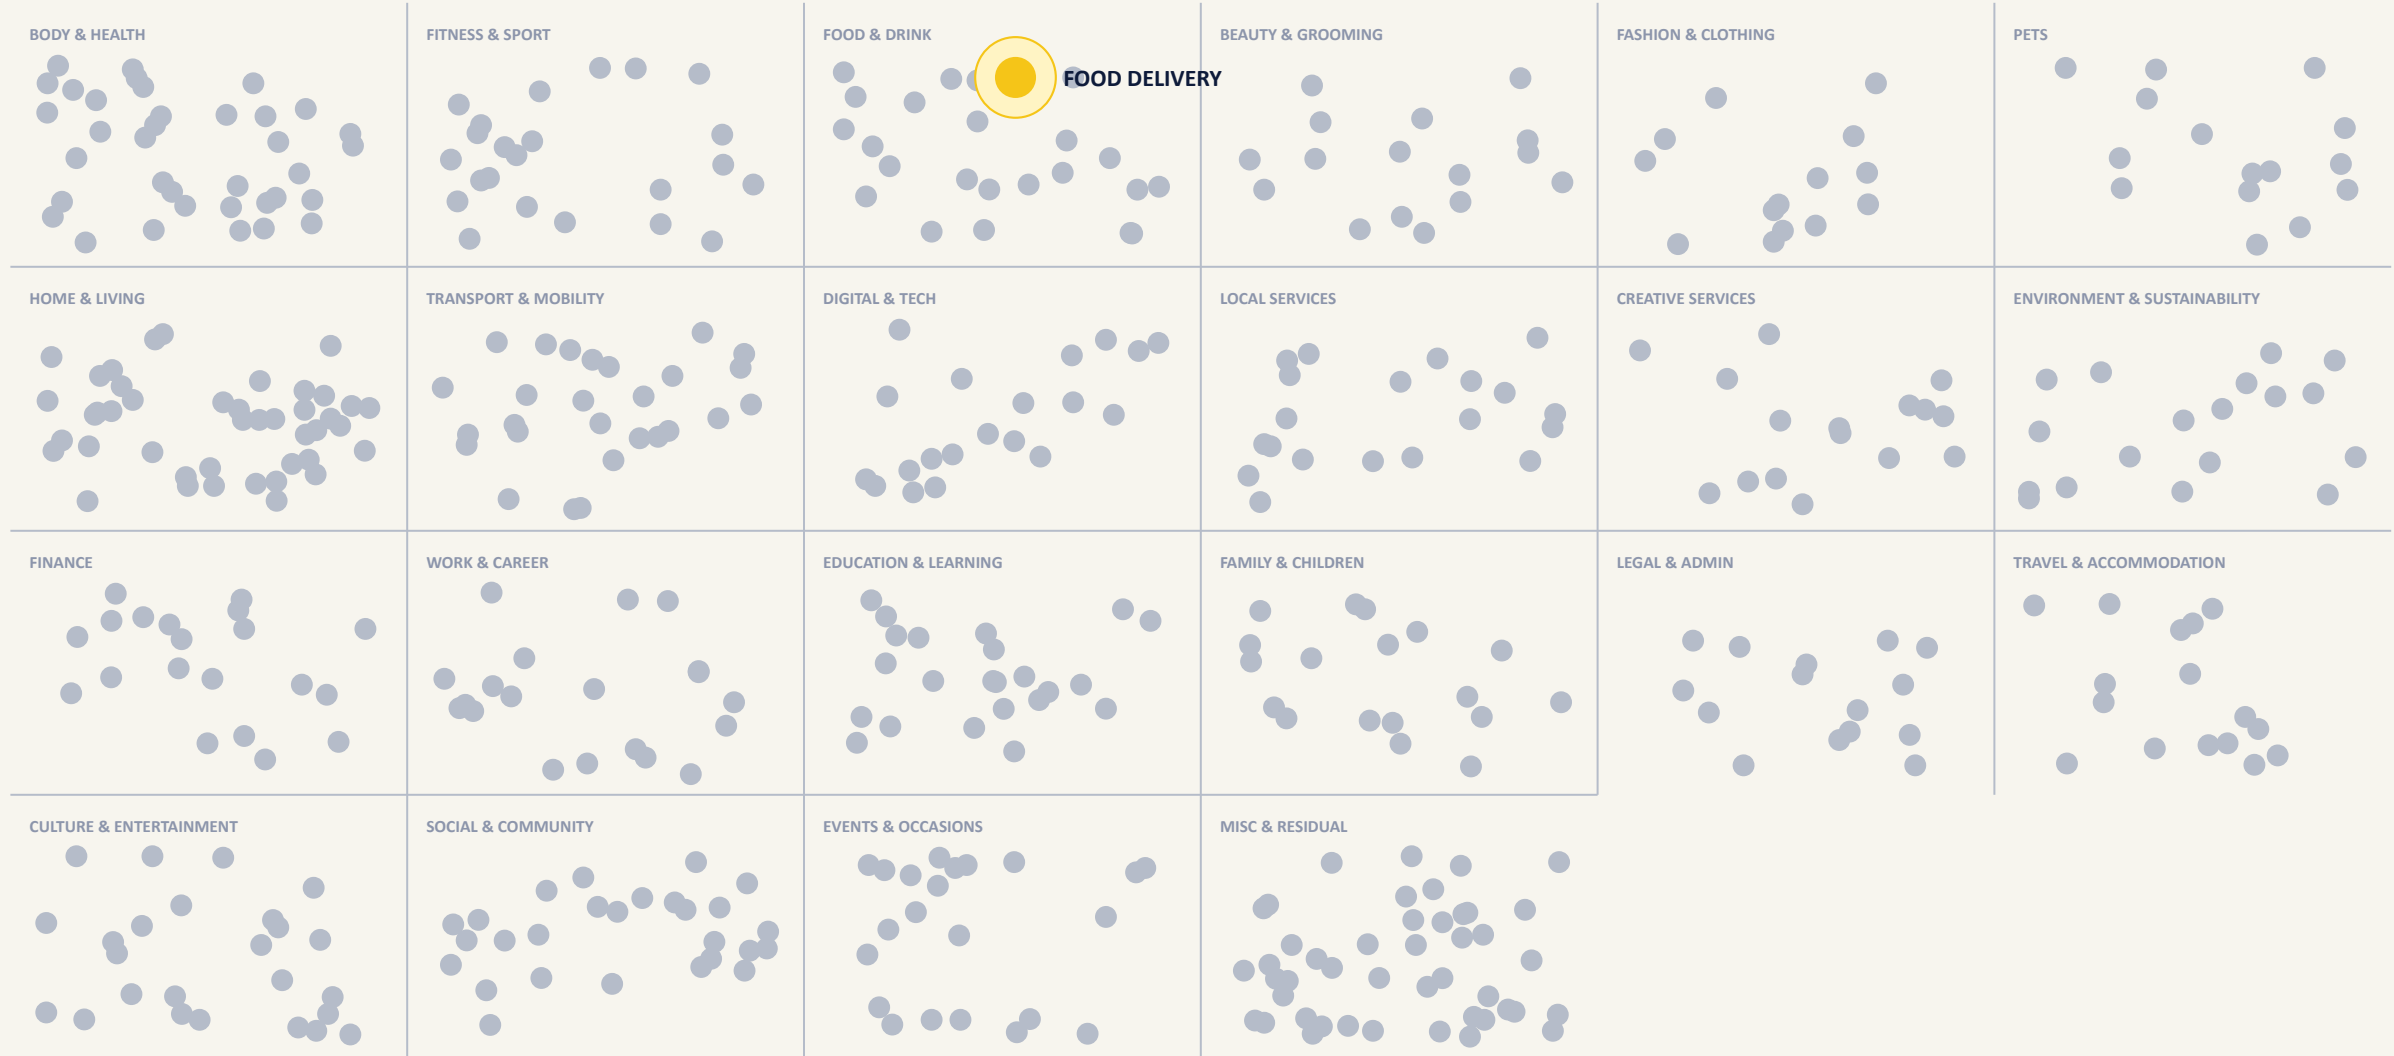 BODY & HEALTH
FITNESS & SPORT
FOOD & DRINK
BEAUTY & GROOMING
FASHION & CLOTHING
PETS
FOOD DELIVERY
HOME & LIVING
TRANSPORT & MOBILITY
DIGITAL & TECH
LOCAL SERVICES
CREATIVE SERVICES
ENVIRONMENT & SUSTAINABILITY
FINANCE
WORK & CAREER
EDUCATION & LEARNING
FAMILY & CHILDREN
LEGAL & ADMIN
TRAVEL & ACCOMMODATION
CULTURE & ENTERTAINMENT
SOCIAL & COMMUNITY
EVENTS & OCCASIONS
MISC & RESIDUAL